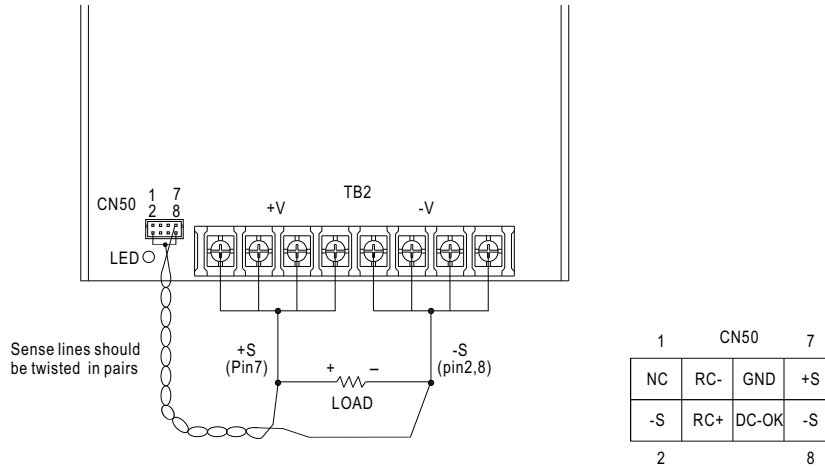 CN50
1 7
2 8
TB2
+V
-V
LED
Sense lines should
be twisted in pairs
+S
(Pin7)
+ –
LOAD
-S
(pin2,8)
1 CN50 7
NC RC- GND +S
-S RC+ DC-OK -S
2 8